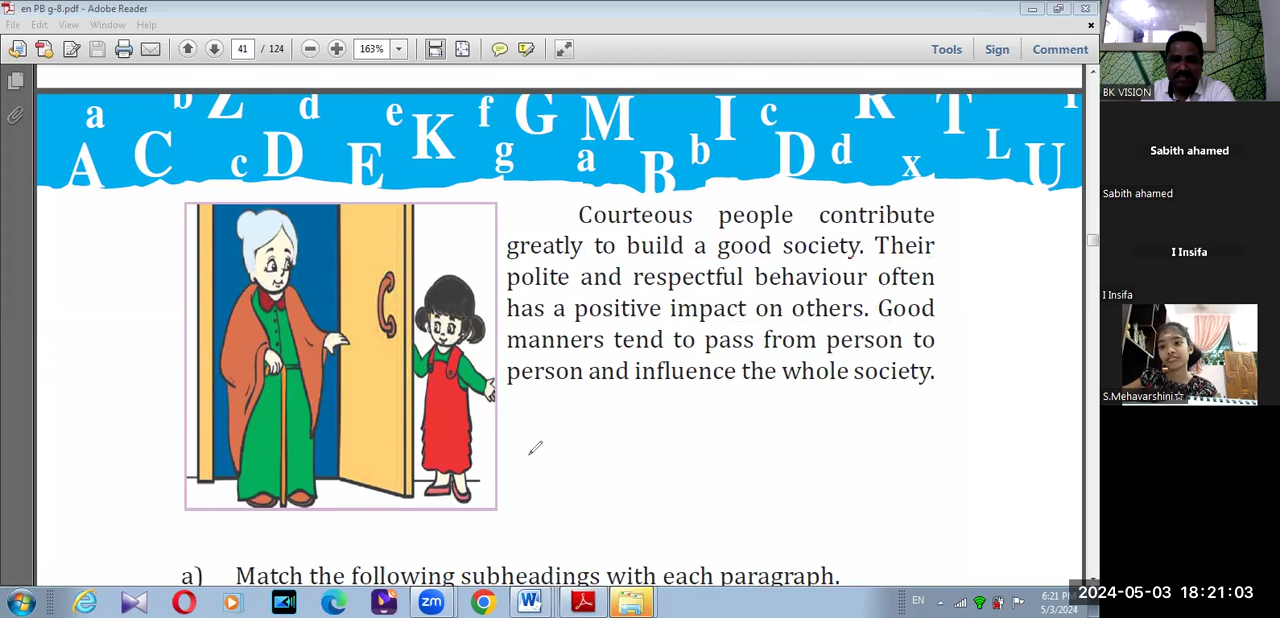 en PB g-8.pdf - Adobe Reader
File Edit View Window Help
41 / 124 163% Tools Sign Comment
a b Z d e f G M I c R T
A C c D E K g a B b D d x L U
Courteous people contribute
greatly to build a good society. Their
polite and respectful behaviour often
has a positive impact on others. Good
manners tend to pass from person to
person and influence the whole society.
a) Match the following subheadings with each paragraph.
BK VISION
Sabith ahamed
Sabith ahamed
I Insifa
I Insifa
S.Mehavarshini☆
zm W
EN
6:21 PM
5/3/2024
2024-05-03 18:21:03